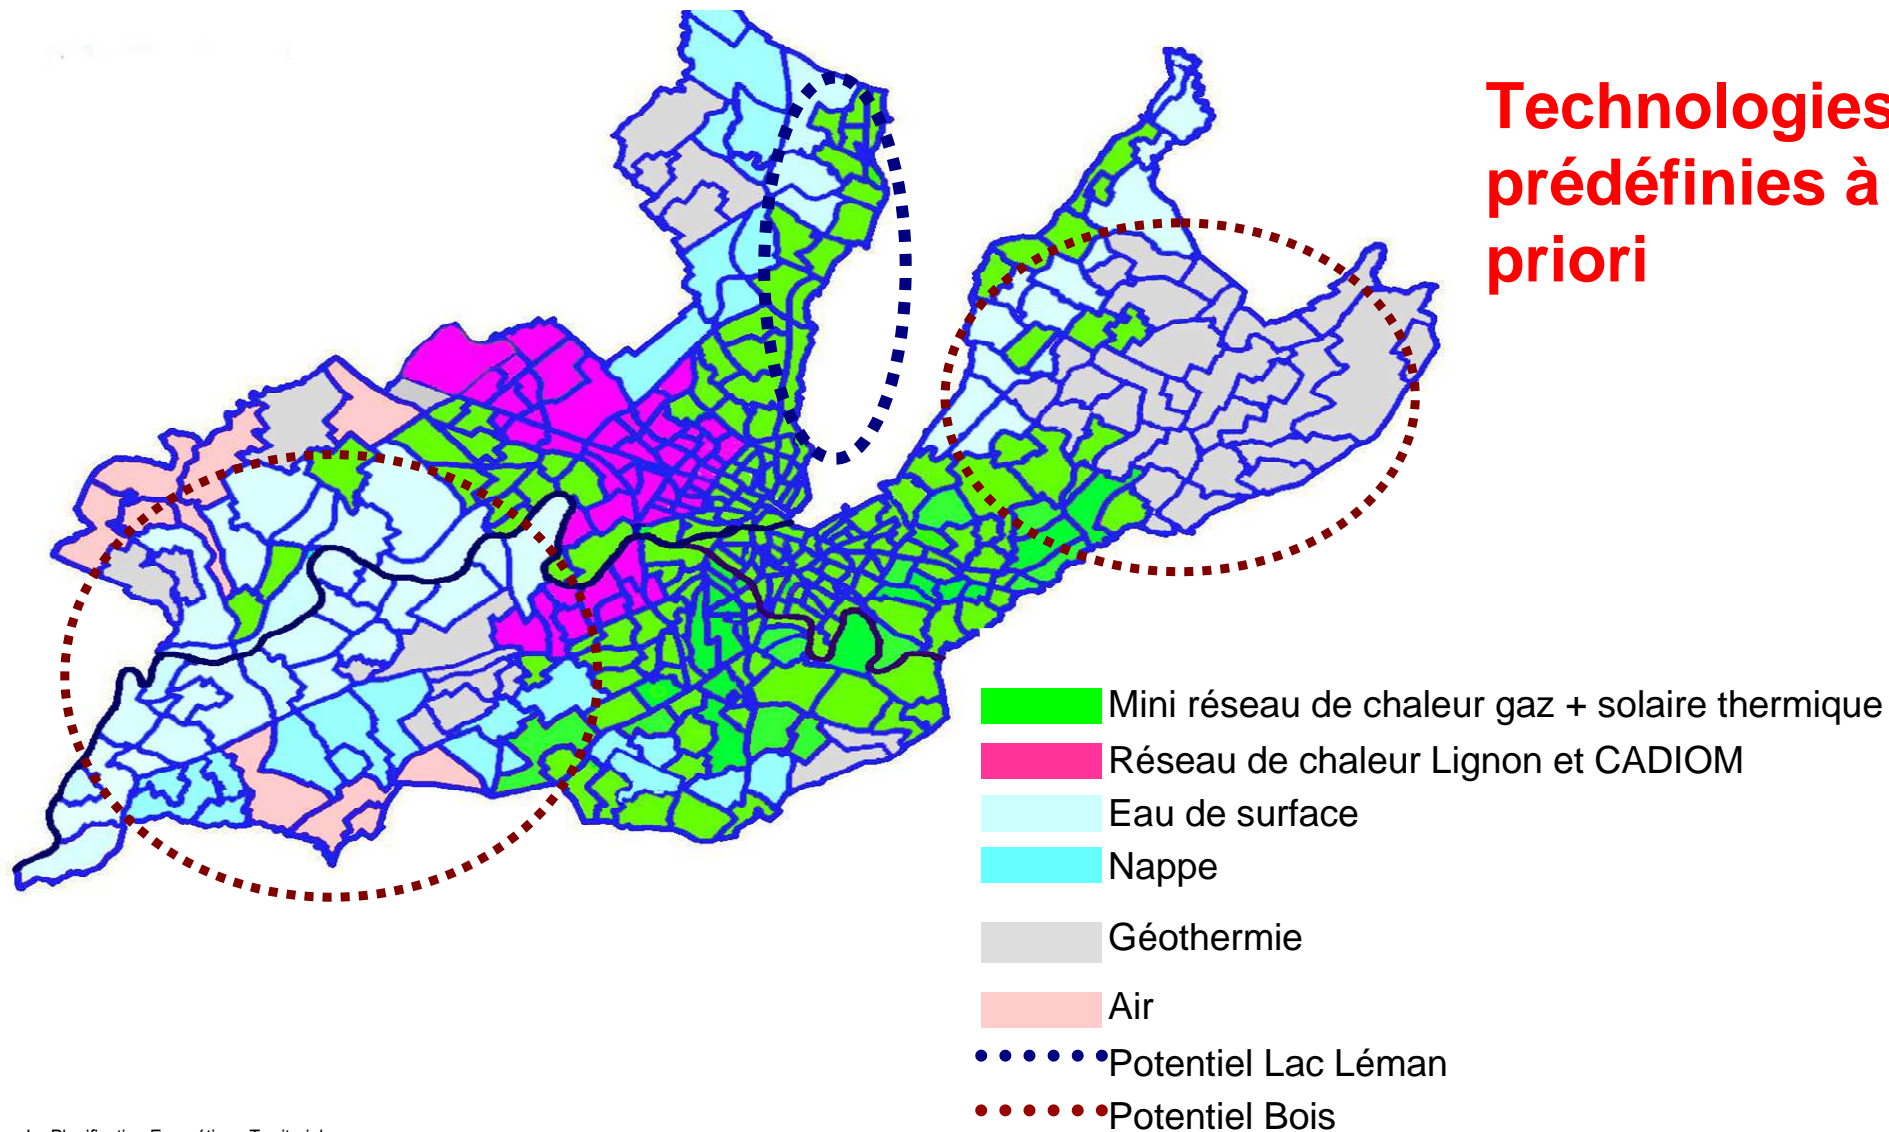 Technologies
prédéfinies à
priori
Mini réseau de chaleur gaz + solaire thermique
Réseau de chaleur Lignon et CADIOM
Eau de surface
Nappe
Géothermie
Air
Potentiel Lac Léman
Potentiel Bois